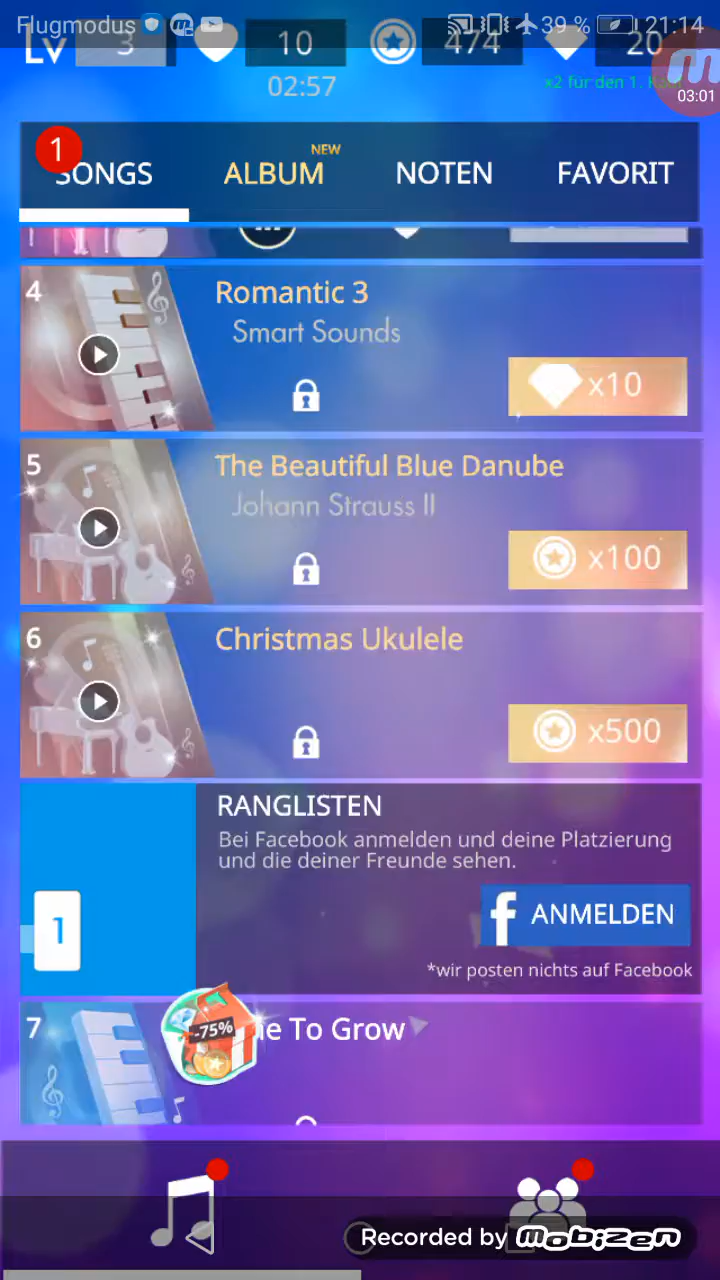 Flugmodus 39 % 21:14
Lv 3 10 474 20
02:57 x2 für den 1. Kauf
03:01
1
SONGS ALBUM NEW NOTEN FAVORIT
4 Romantic 3
Smart Sounds
x10
5 The Beautiful Blue Danube
Johann Strauss II
x100
6 Christmas Ukulele
x500
RANGLISTEN
Bei Facebook anmelden und deine Platzierung
und die deiner Freunde sehen.
1
f ANMELDEN
*wir posten nichts auf Facebook
7 To Grow
-75%
Recorded by mobizen